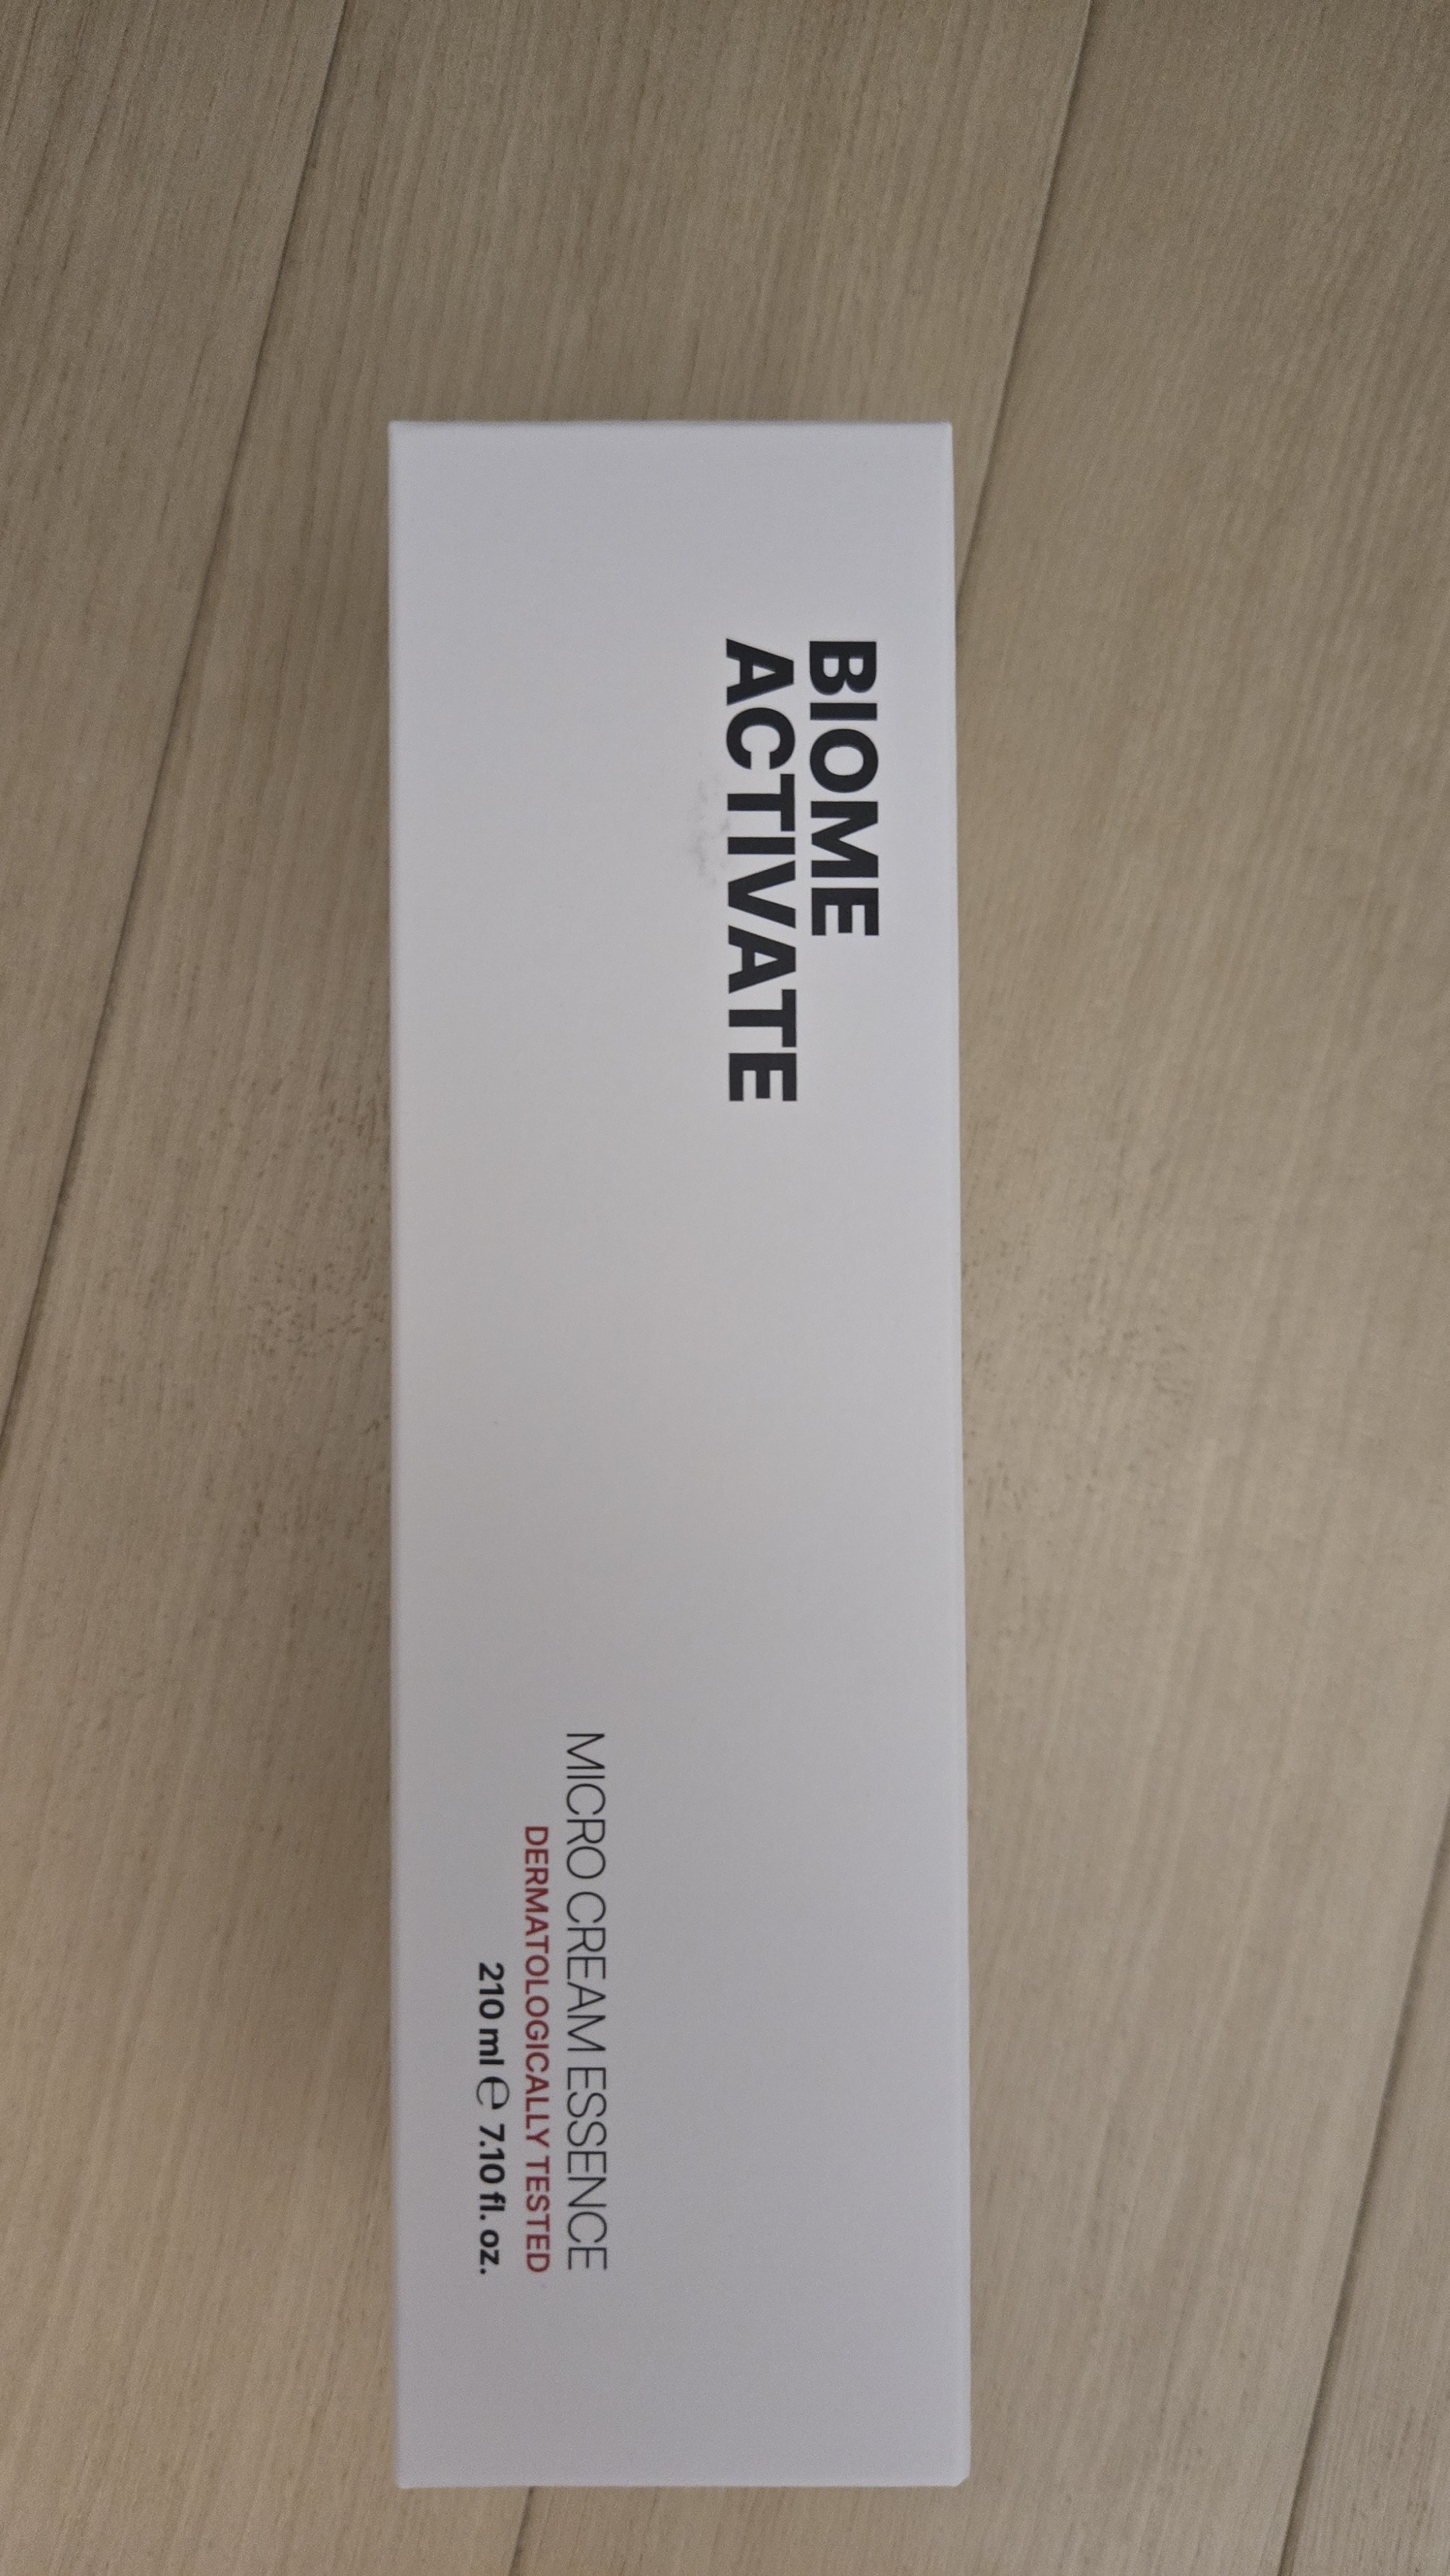 BIOME
ACTIVATE
MICRO CREAM ESSENCE
DERMATOLOGICALLY TESTED
210 ml ℮ 7.10 fl. oz.